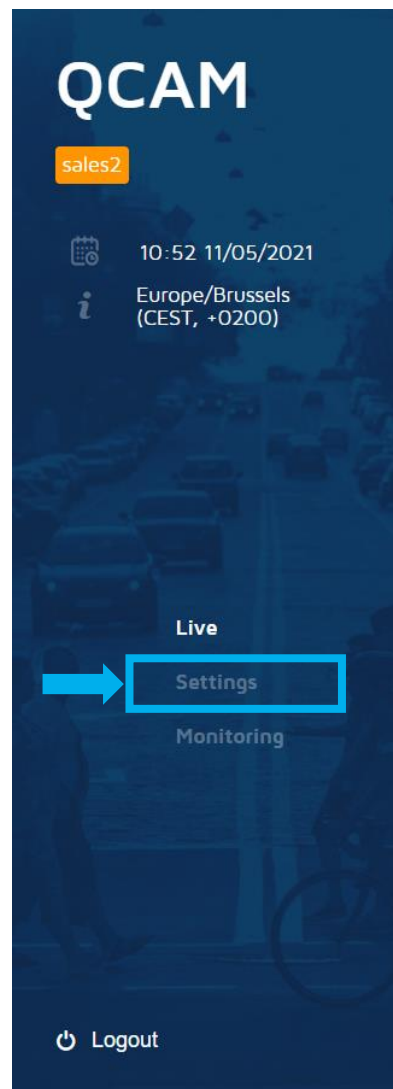 QCAM
sales2
10:52 11/05/2021
Europe/Brussels
(CEST, +0200)
Live
Settings
Monitoring
Logout